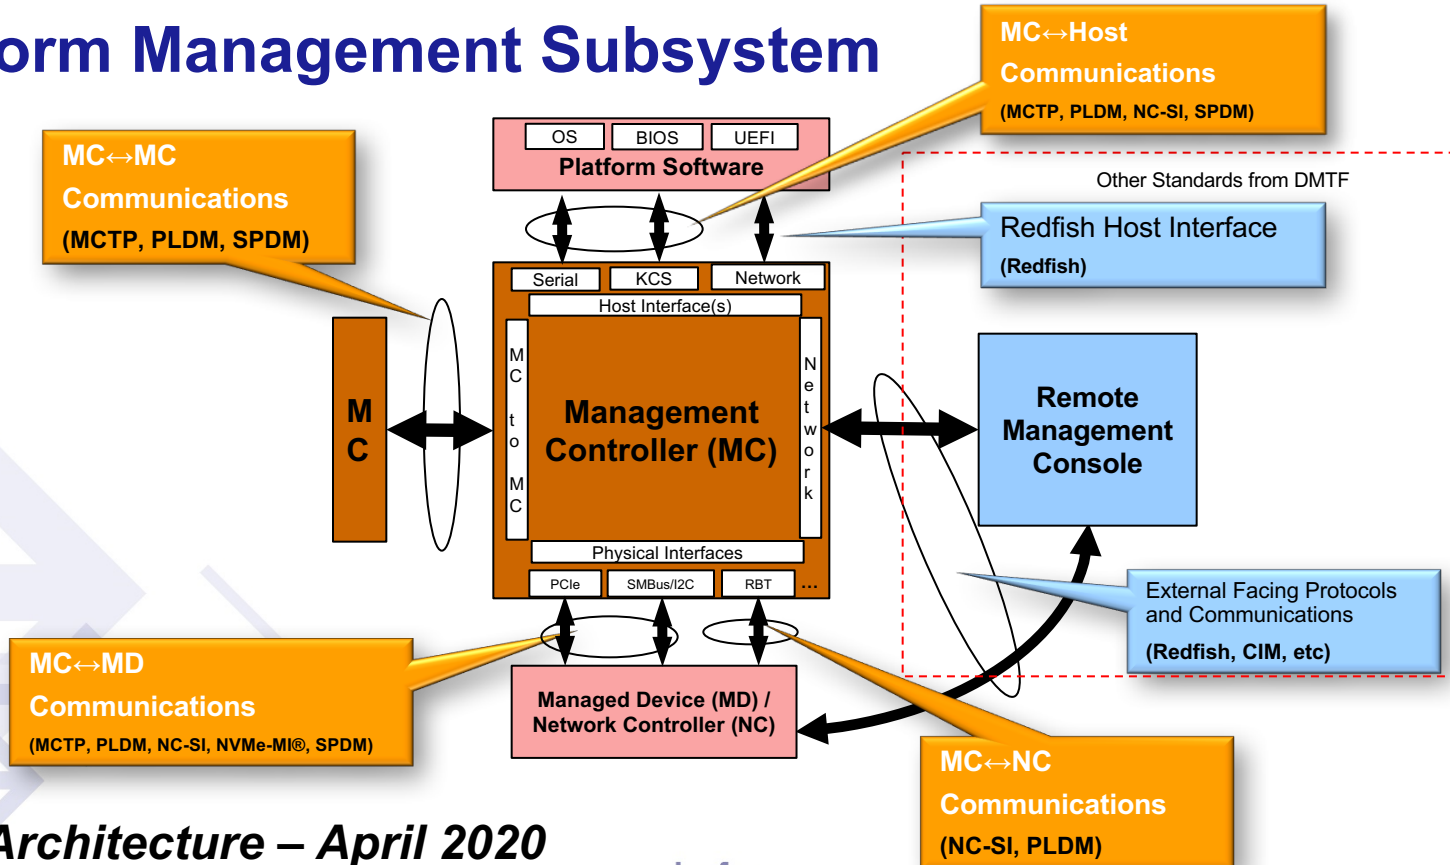 orm Management Subsystem
MC↔Host
Communications
(MCTP, PLDM, NC-SI, SPDM)
OS BIOS UEFI
Platform Software
MC↔MC
Communications
(MCTP, PLDM, SPDM)
Other Standards from DMTF
Redfish Host Interface
(Redfish)
Serial KCS Network
Host Interface(s)
MC to MC
Network
M
C
Management
Controller (MC)
Remote
Management
Console
Physical Interfaces
PCIe SMBus/I2C RBT ...
External Facing Protocols
and Communications
(Redfish, CIM, etc)
MC↔MD
Communications
(MCTP, PLDM, NC-SI, NVMe-MI®, SPDM)
Managed Device (MD) /
Network Controller (NC)
MC↔NC
Communications
(NC-SI, PLDM)
Architecture – April 2020